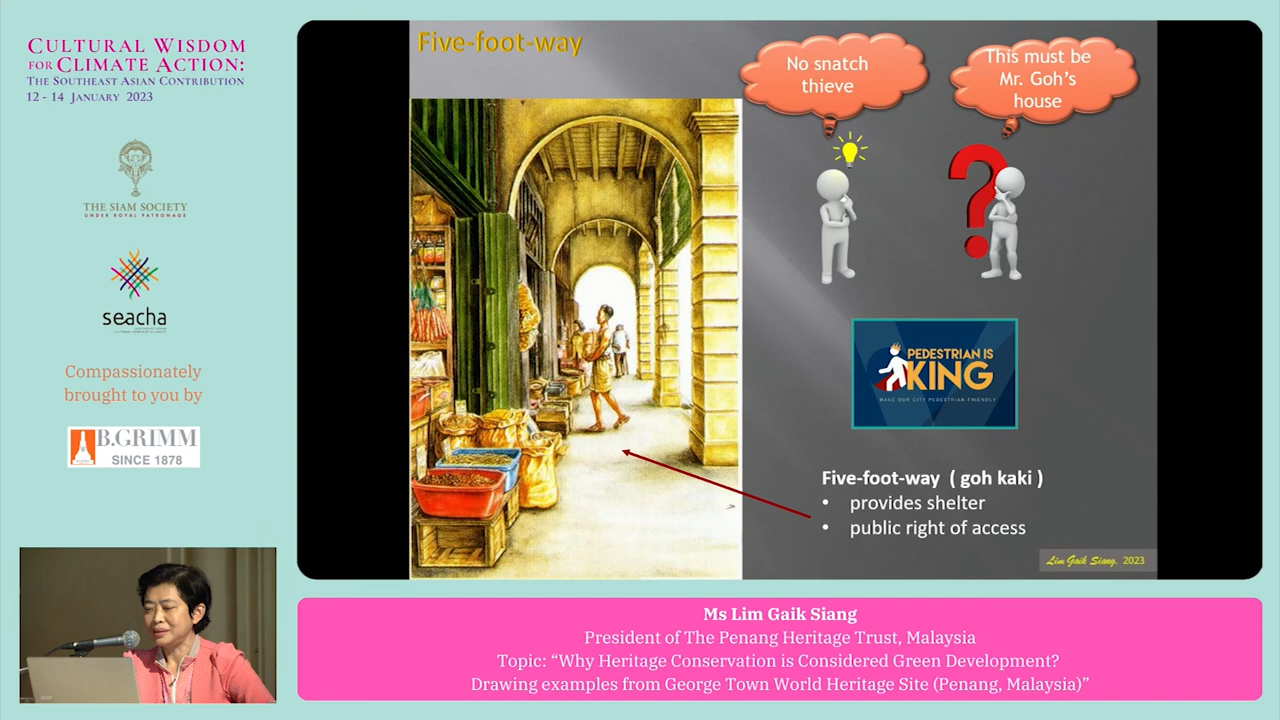 CULTURAL WISDOM
FOR CLIMATE ACTION:
THE SOUTHEAST ASIAN CONTRIBUTION
12 - 14 JANUARY 2023
THE SIAM SOCIETY
UNDER ROYAL PATRONAGE
seacha
Compassionately
brought to you by
B.GRIMM
SINCE 1878
Five-foot-way
No snatch
thieve
This must be
Mr. Goh's
house
PEDESTRIAN IS
KING
MAKE OUR CITY PEDESTRIAN FRIENDLY
Five-foot-way ( goh kaki )
• provides shelter
• public right of access
Lim Gaik Siang, 2023
Ms Lim Gaik Siang
President of The Penang Heritage Trust, Malaysia
Topic: “Why Heritage Conservation is Considered Green Development?
Drawing examples from George Town World Heritage Site (Penang, Malaysia)”